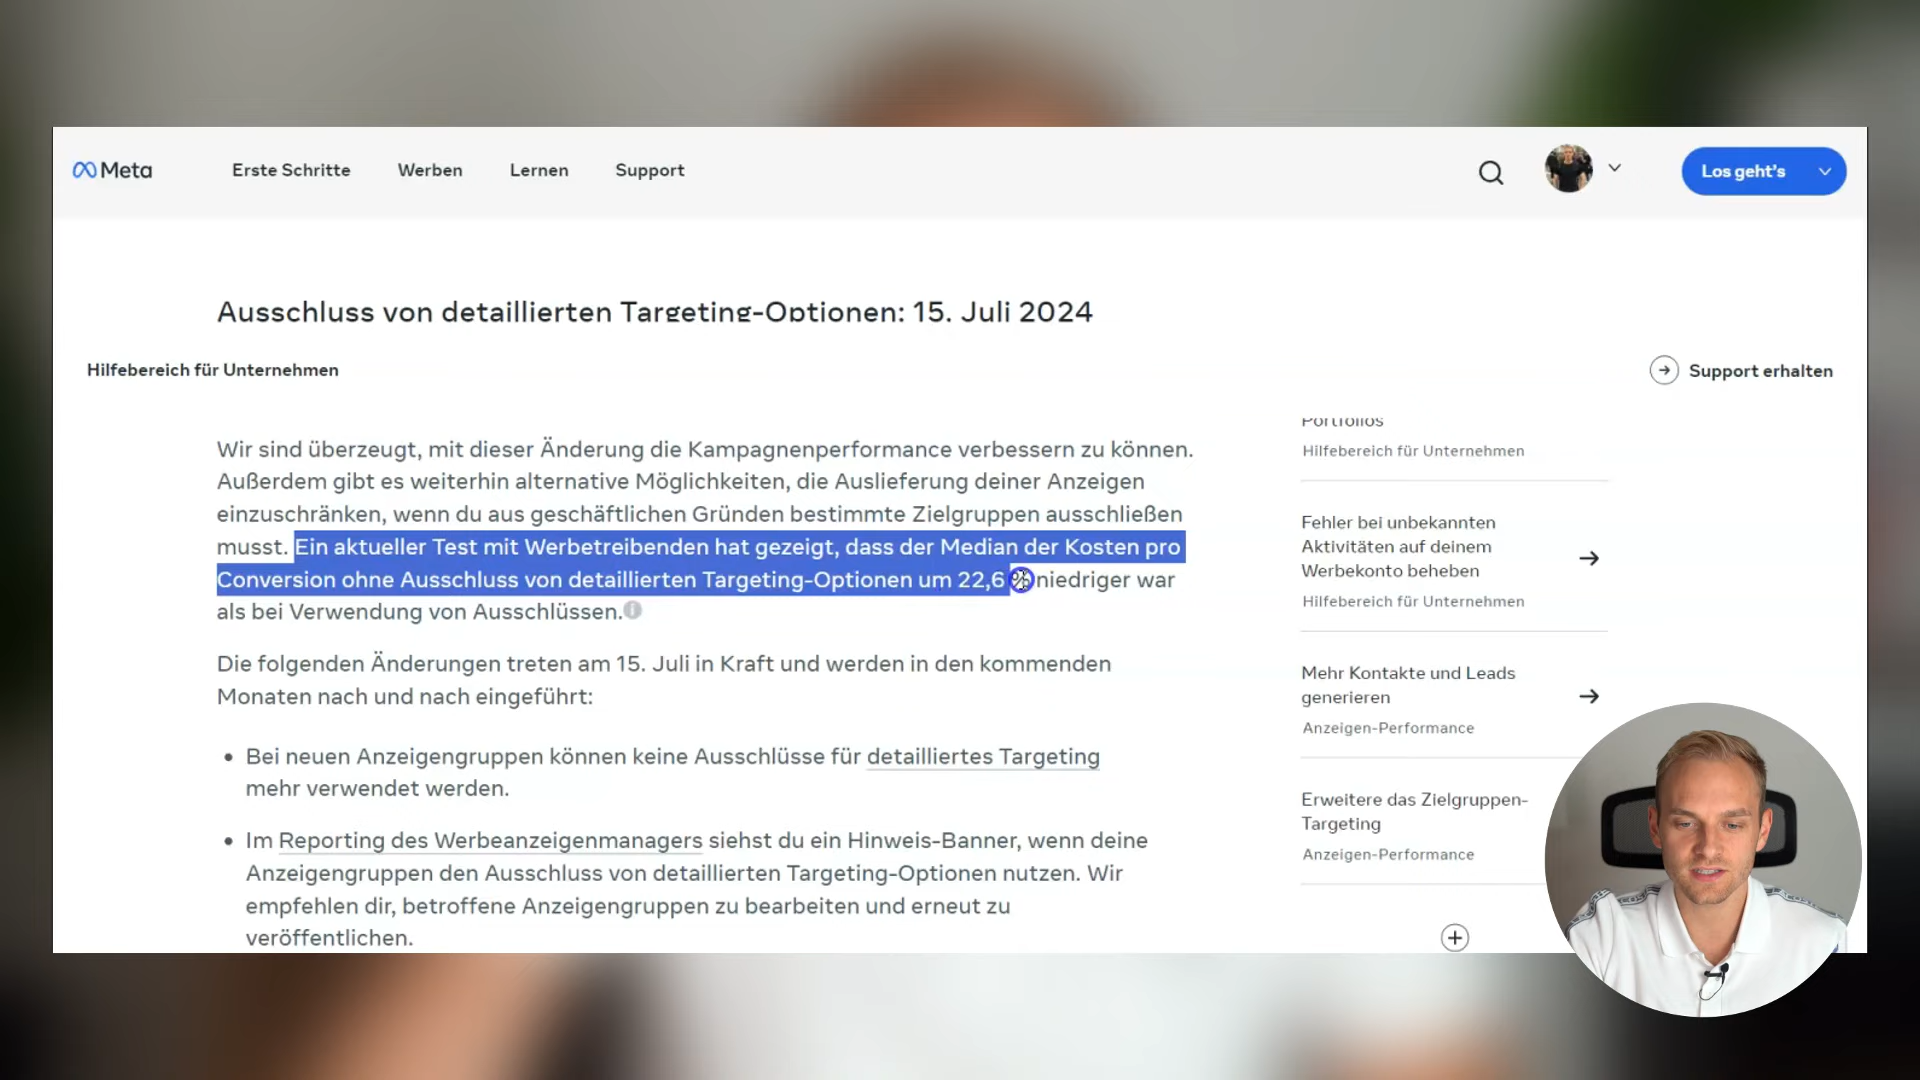 Meta
Erste Schritte
Werben
Lernen
Support
Los geht's
Ausschluss von detaillierten Targeting-Optionen: 15. Juli 2024
Hilfebereich für Unternehmen
Support erhalten
Wir sind überzeugt, mit dieser Änderung die Kampagnenperformance verbessern zu können.
Außerdem gibt es weiterhin alternative Möglichkeiten, die Auslieferung deiner Anzeigen
einzuschränken, wenn du aus geschäftlichen Gründen bestimmte Zielgruppen ausschließen
musst. Ein aktueller Test mit Werbetreibenden hat gezeigt, dass der Median der Kosten pro
Conversion ohne Ausschluss von detaillierten Targeting-Optionen um 22,6 % niedriger war
als bei Verwendung von Ausschlüssen.
Die folgenden Änderungen treten am 15. Juli in Kraft und werden in den kommenden
Monaten nach und nach eingeführt:
• Bei neuen Anzeigengruppen können keine Ausschlüsse für detailliertes Targeting
mehr verwendet werden.
• Im Reporting des Werbeanzeigenmanagers siehst du ein Hinweis-Banner, wenn deine
Anzeigengruppen den Ausschluss von detaillierten Targeting-Optionen nutzen. Wir
empfehlen dir, betroffene Anzeigengruppen zu bearbeiten und erneut zu
veröffentlichen.
Portfolios
Hilfebereich für Unternehmen
Fehler bei unbekannten
Aktivitäten auf deinem
Werbekonto beheben
Hilfebereich für Unternehmen
Mehr Kontakte und Leads
generieren
Anzeigen-Performance
Erweitere das Zielgruppen-
Targeting
Anzeigen-Performance